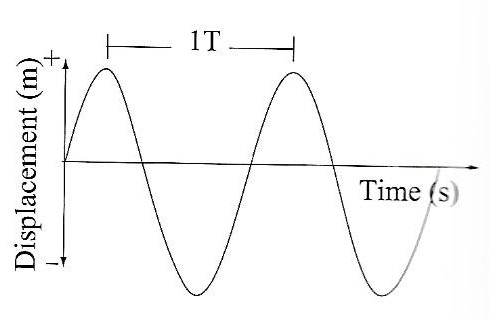 1T
+
Displacement (m)
−
Time (s)